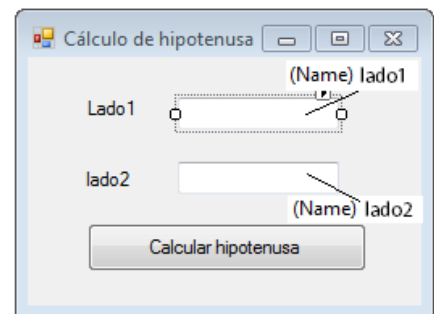 Cálculo de hipotenusa
(Name) lado1
Lado1
lado2
(Name) lado2
Calcular hipotenusa